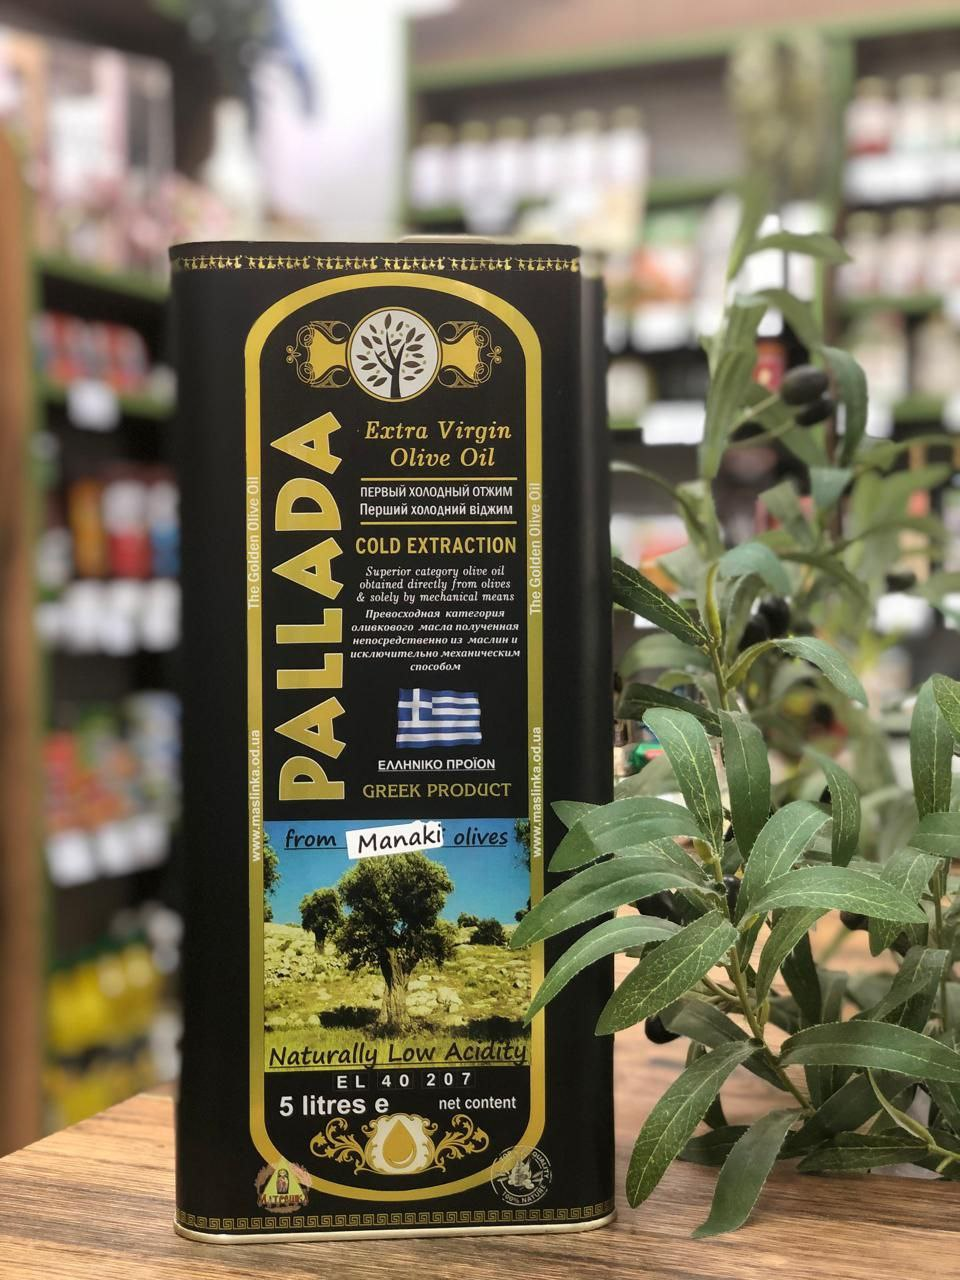 Extra Virgin
Olive Oil
PALLADA
ПЕРВЫЙ ХОЛОДНЫЙ ОТЖИМ
Перший холодний віджим
COLD EXTRACTION
Superior category olive oil
obtained directly from olives
& solely by mechanical means
Превосходная категория
оливкового масла полученная
непосредственно из маслин и
исключительно механическим
способом
ΕΛΛΗΝΙΚΟ ΠΡΟΪΟΝ
GREEK PRODUCT
The Golden Olive Oil
www.maslinka.od.ua
The Golden Olive Oil
www.maslinka.od.ua
from Manaki olives
Naturally Low Acidity
EL 40 207
5 litres e
net content
QUALITY
100% NATURAL